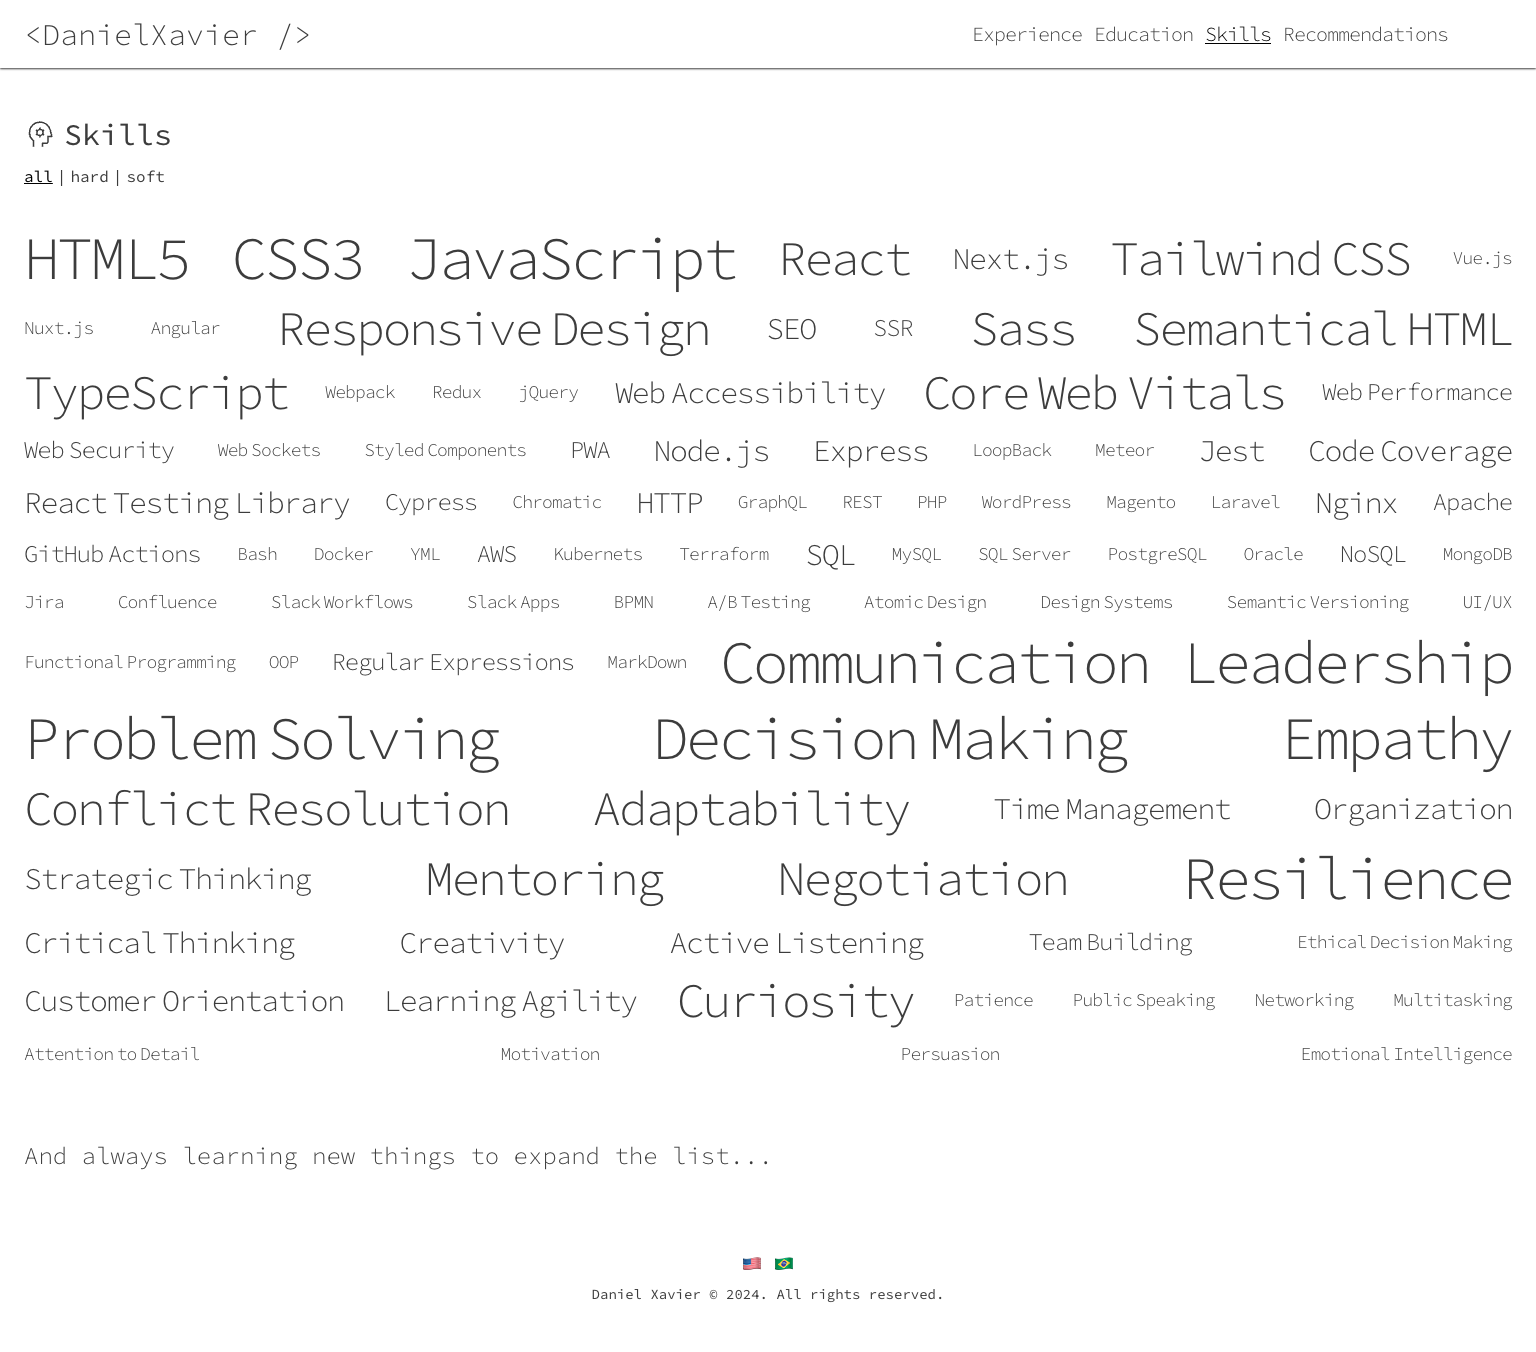 <DanielXavier />
Experience Education Skills Recommendations
Skills
all | hard | soft
HTML5 CSS3 JavaScript React Next.js Tailwind CSS Vue.js
Nuxt.js Angular Responsive Design SEO SSR Sass Semantical HTML
TypeScript Webpack Redux jQuery Web Accessibility Core Web Vitals Web Performance
Web Security Web Sockets Styled Components PWA Node.js Express LoopBack Meteor Jest Code Coverage
React Testing Library Cypress Chromatic HTTP GraphQL REST PHP WordPress Magento Laravel Nginx Apache
GitHub Actions Bash Docker YML AWS Kubernets Terraform SQL MySQL SQL Server PostgreSQL Oracle NoSQL MongoDB
Jira Confluence Slack Workflows Slack Apps BPMN A/B Testing Atomic Design Design Systems Semantic Versioning UI/UX
Functional Programming OOP Regular Expressions MarkDown Communication Leadership
Problem Solving Decision Making Empathy
Conflict Resolution Adaptability Time Management Organization
Strategic Thinking Mentoring Negotiation Resilience
Critical Thinking Creativity Active Listening Team Building Ethical Decision Making
Customer Orientation Learning Agility Curiosity Patience Public Speaking Networking Multitasking
Attention to Detail Motivation Persuasion Emotional Intelligence
And always learning new things to expand the list...
Daniel Xavier © 2024. All rights reserved.